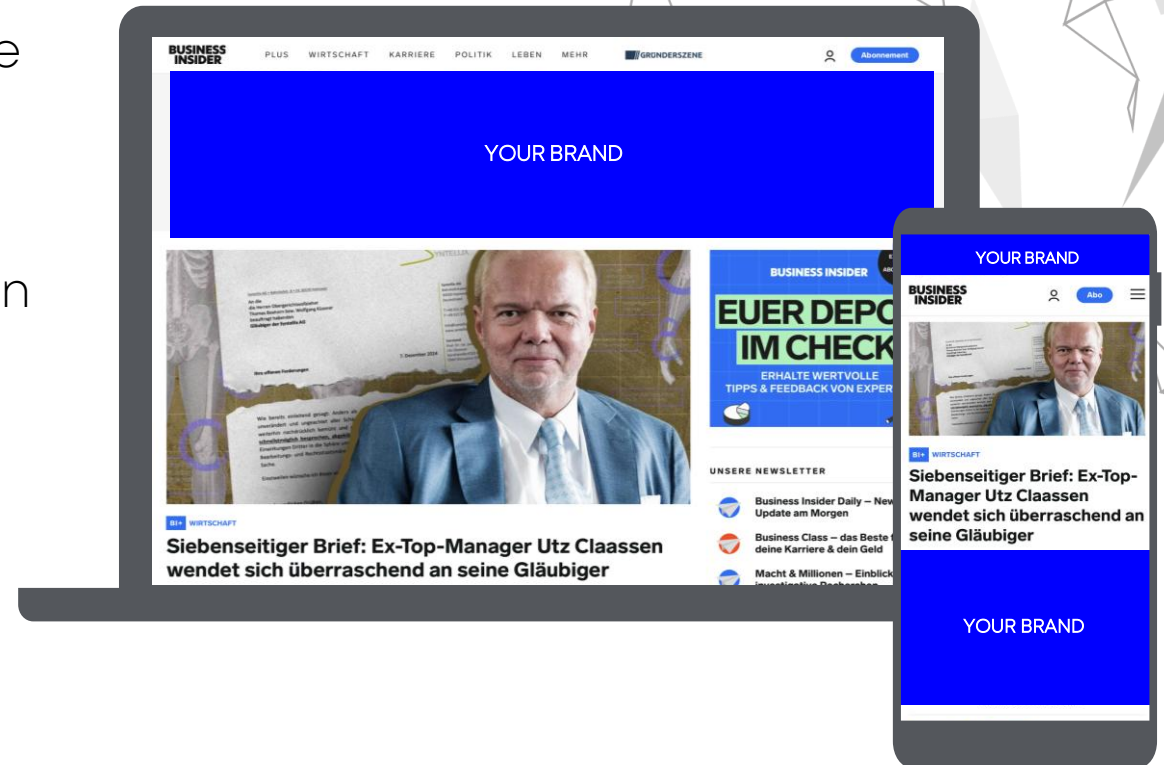 e
n
BUSINESS
INSIDER
PLUS WIRTSCHAFT KARRIERE POLITIK LEBEN MEHR GRÜNDERSZENE Abonnement
YOUR BRAND
7. Dezember 2024
BUSINESS INSIDER
EUER DEPO
IM CHECK
ERHALTE WERTVOLLE
TIPPS & FEEDBACK VON EXPER
BI+ WIRTSCHAFT
Siebenseitiger Brief: Ex-Top-Manager Utz Claassen
wendet sich überraschend an seine Gläubiger
UNSERE NEWSLETTER
Business Insider Daily – New
Update am Morgen
Business Class – das Beste f
deine Karriere & dein Geld
Macht & Millionen – Einblick
YOUR BRAND
BUSINESS
INSIDER
Abo
BI+ WIRTSCHAFT
Siebenseitiger Brief: Ex-Top-
Manager Utz Claassen
wendet sich überraschend an
seine Gläubiger
YOUR BRAND